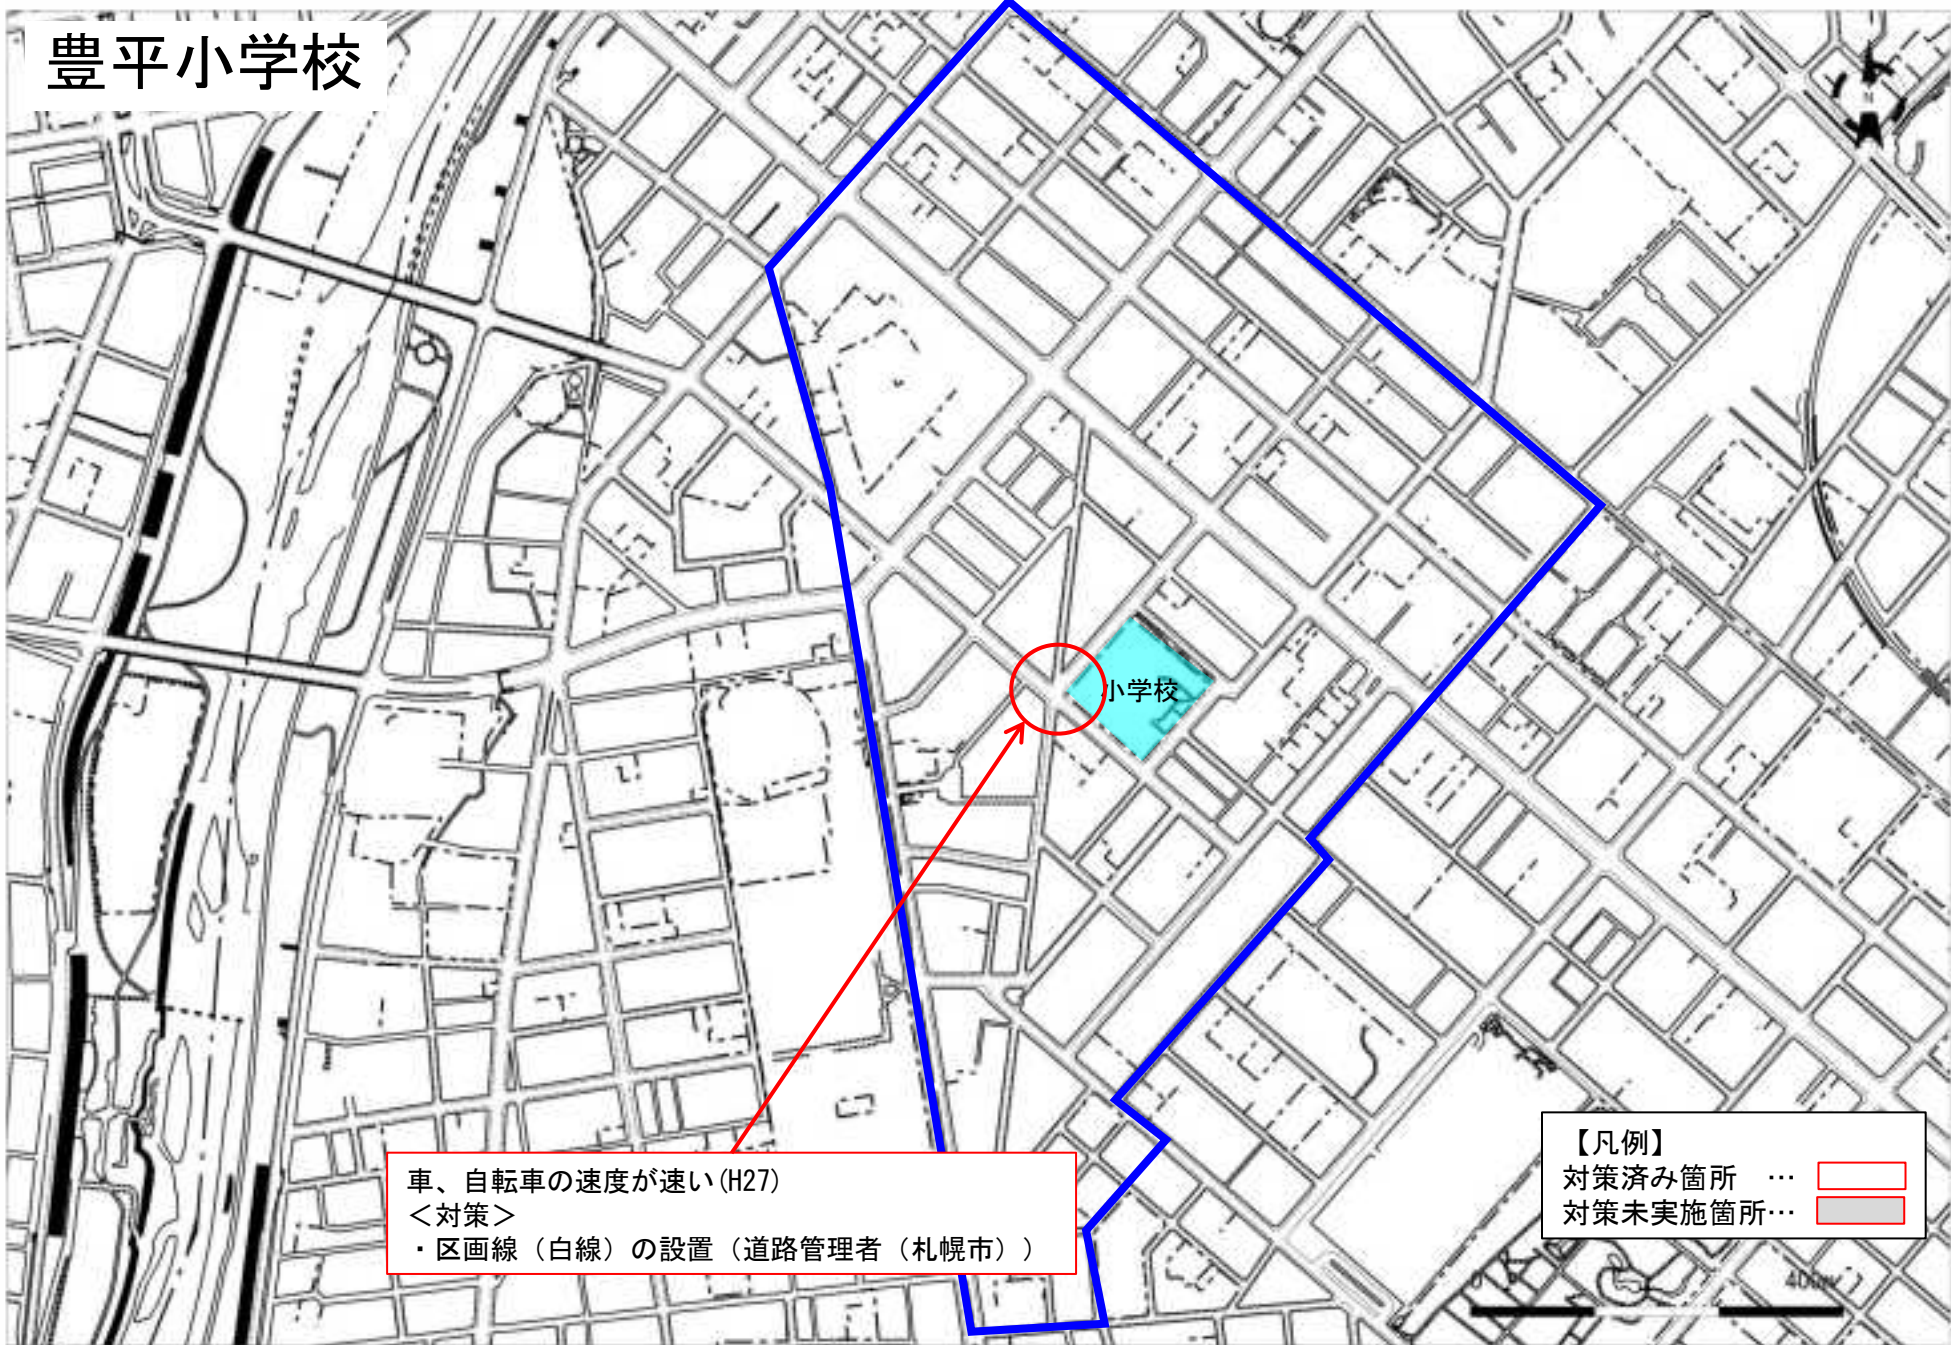 豊平小学校
N
小学校
車、自転車の速度が速い(H27)
＜対策＞
・区画線（白線）の設置（道路管理者（札幌市））
【凡例】
対策済み箇所 …
対策未実施箇所…
0 400m